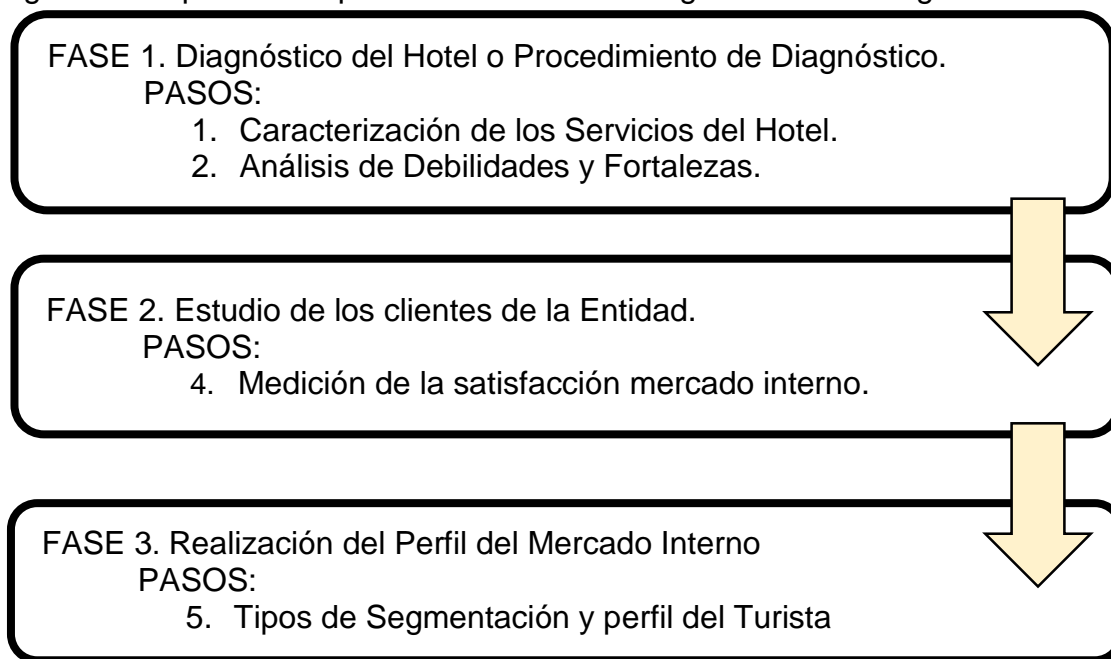 FASE 1. Diagnóstico del Hotel o Procedimiento de Diagnóstico.
PASOS:
1. Caracterización de los Servicios del Hotel.
2. Análisis de Debilidades y Fortalezas.
FASE 2. Estudio de los clientes de la Entidad.
PASOS:
4. Medición de la satisfacción mercado interno.
FASE 3. Realización del Perfil del Mercado Interno
PASOS:
5. Tipos de Segmentación y perfil del Turista